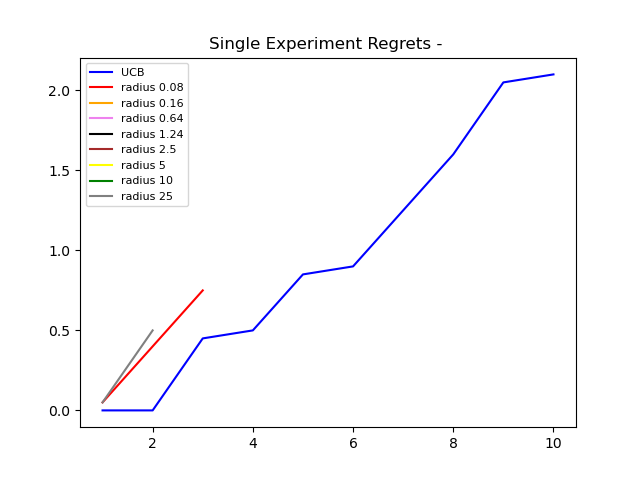 Single Experiment Regrets -
UCB
radius 0.08
radius 0.16
radius 0.64
radius 1.24
radius 2.5
radius 5
radius 10
radius 25
2.0
1.5
1.0
0.5
0.0
2 4 6 8 10